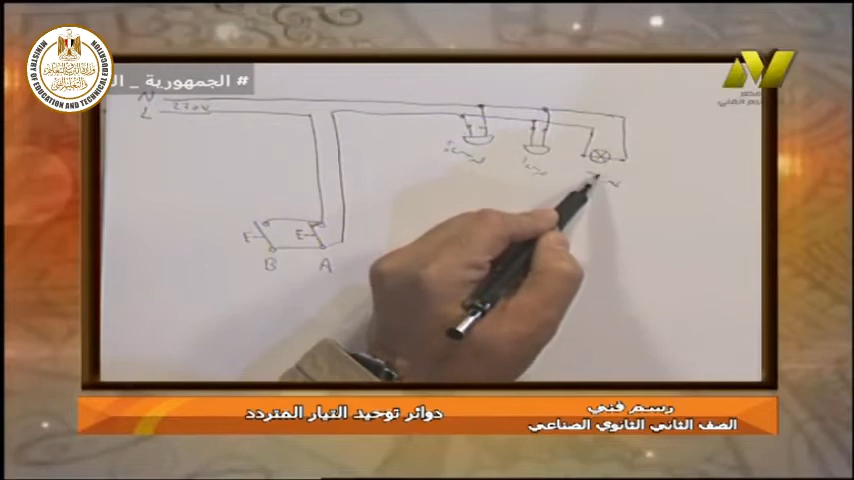 MINISTRY OF EDUCATION AND TECHNICAL EDUCATION
وزارة التربية والتعليم
والتعليم الفني
# الجمهورية _ ال
مصر
N
L 220V
E E
B A
رسم فني
الصف الثاني الثانوي الصناعي
دوائر توحيد التيار المتردد